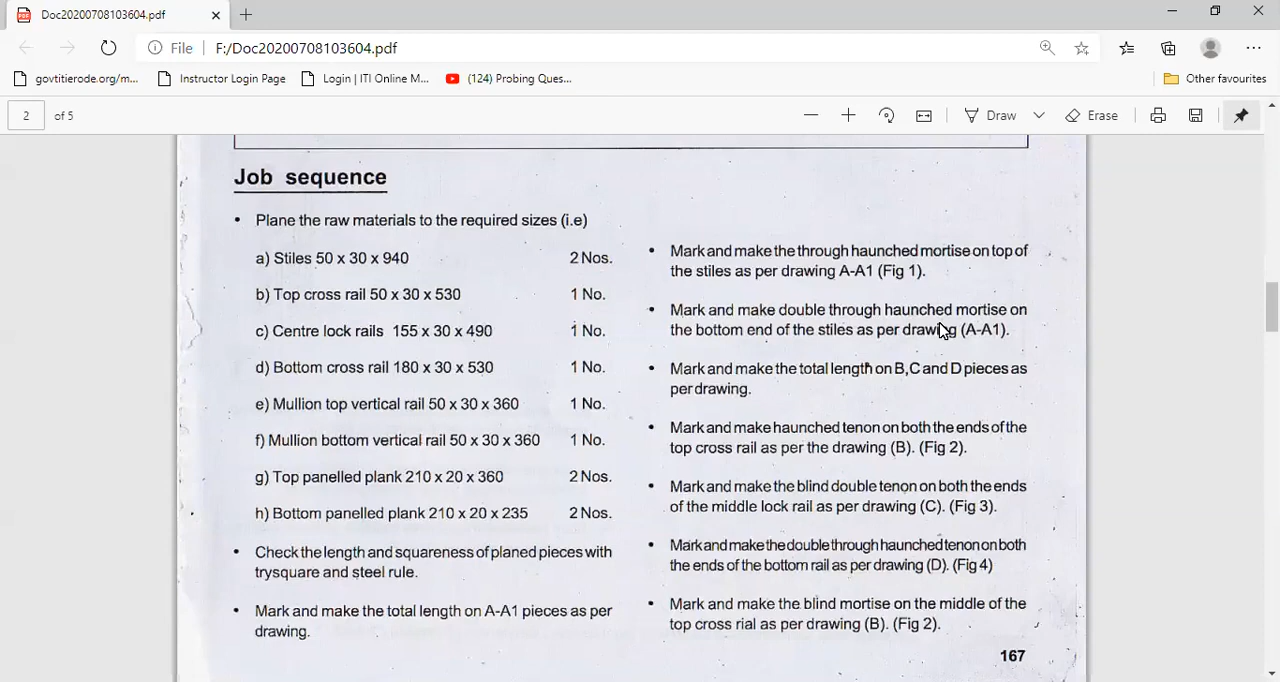 Doc20200708103604.pdf
File
F:/Doc20200708103604.pdf
govtitierode.org/m...
Instructor Login Page
Login | ITI Online M...
(124) Probing Ques...
Other favourites
2 of 5
Draw
Erase
Job sequence
• Plane the raw materials to the required sizes (i.e)
a) Stiles 50 x 30 x 940 2 Nos.
b) Top cross rail 50 x 30 x 530 1 No.
c) Centre lock rails 155 x 30 x 490 1 No.
d) Bottom cross rail 180 x 30 x 530 1 No.
e) Mullion top vertical rail 50 x 30 x 360 1 No.
f) Mullion bottom vertical rail 50 x 30 x 360 1 No.
g) Top panelled plank 210 x 20 x 360 2 Nos.
h) Bottom panelled plank 210 x 20 x 235 2 Nos.
• Check the length and squareness of planed pieces with
trysquare and steel rule.
• Mark and make the total length on A-A1 pieces as per
drawing.
• Mark and make the through haunched mortise on top of
the stiles as per drawing A-A1 (Fig 1).
• Mark and make double through haunched mortise on
the bottom end of the stiles as per drawing (A-A1).
• Mark and make the total length on B,C and D pieces as
per drawing.
• Mark and make haunched tenon on both the ends of the
top cross rail as per the drawing (B). (Fig 2).
• Mark and make the blind double tenon on both the ends
of the middle lock rail as per drawing (C). (Fig 3).
• Mark and make the double through haunched tenon on both
the ends of the bottom rail as per drawing (D). (Fig 4)
• Mark and make the blind mortise on the middle of the
top cross rial as per drawing (B). (Fig 2).
167